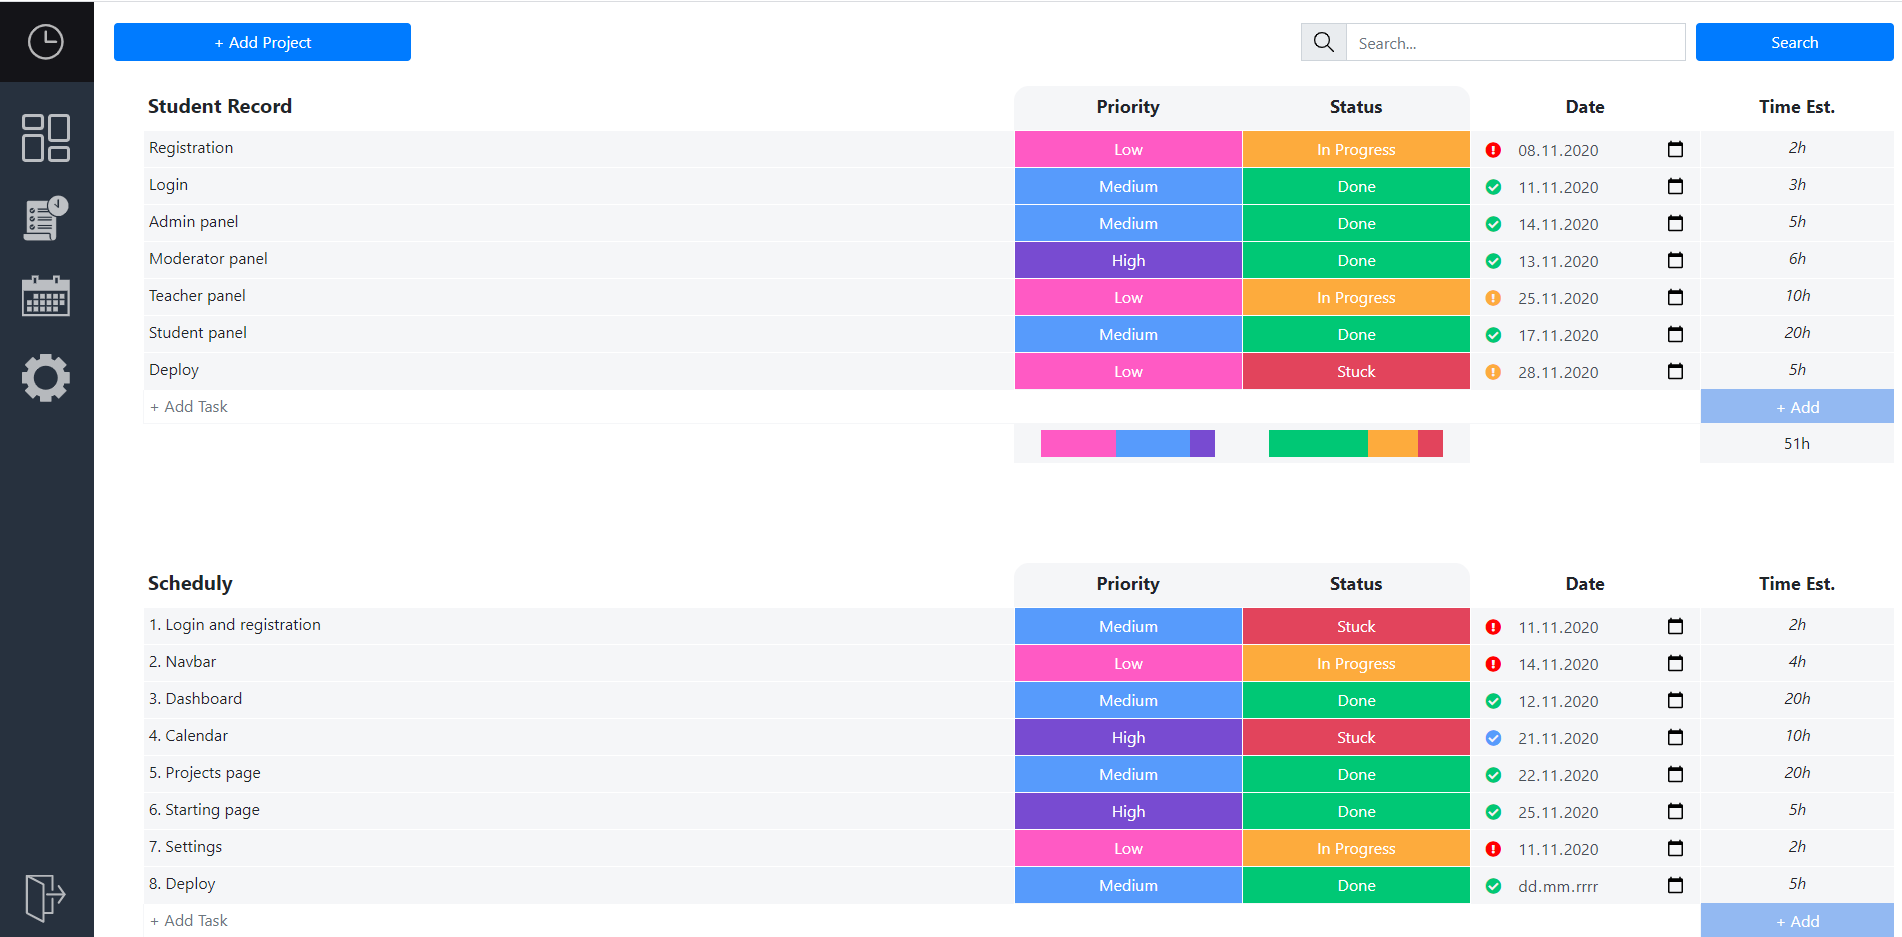 + Add Project
Search...
Search
Student Record Priority Status Date Time Est.
Registration Low In Progress 08.11.2020 2h
Login Medium Done 11.11.2020 3h
Admin panel Medium Done 14.11.2020 5h
Moderator panel High Done 13.11.2020 6h
Teacher panel Low In Progress 25.11.2020 10h
Student panel Medium Done 17.11.2020 20h
Deploy Low Stuck 28.11.2020 5h
+ Add Task + Add
51h
Scheduly Priority Status Date Time Est.
1. Login and registration Medium Stuck 11.11.2020 2h
2. Navbar Low In Progress 14.11.2020 4h
3. Dashboard Medium Done 12.11.2020 20h
4. Calendar High Stuck 21.11.2020 10h
5. Projects page Medium Done 22.11.2020 20h
6. Starting page High Done 25.11.2020 5h
7. Settings Low In Progress 11.11.2020 2h
8. Deploy Medium Done dd.mm.rrrr 5h
+ Add Task + Add